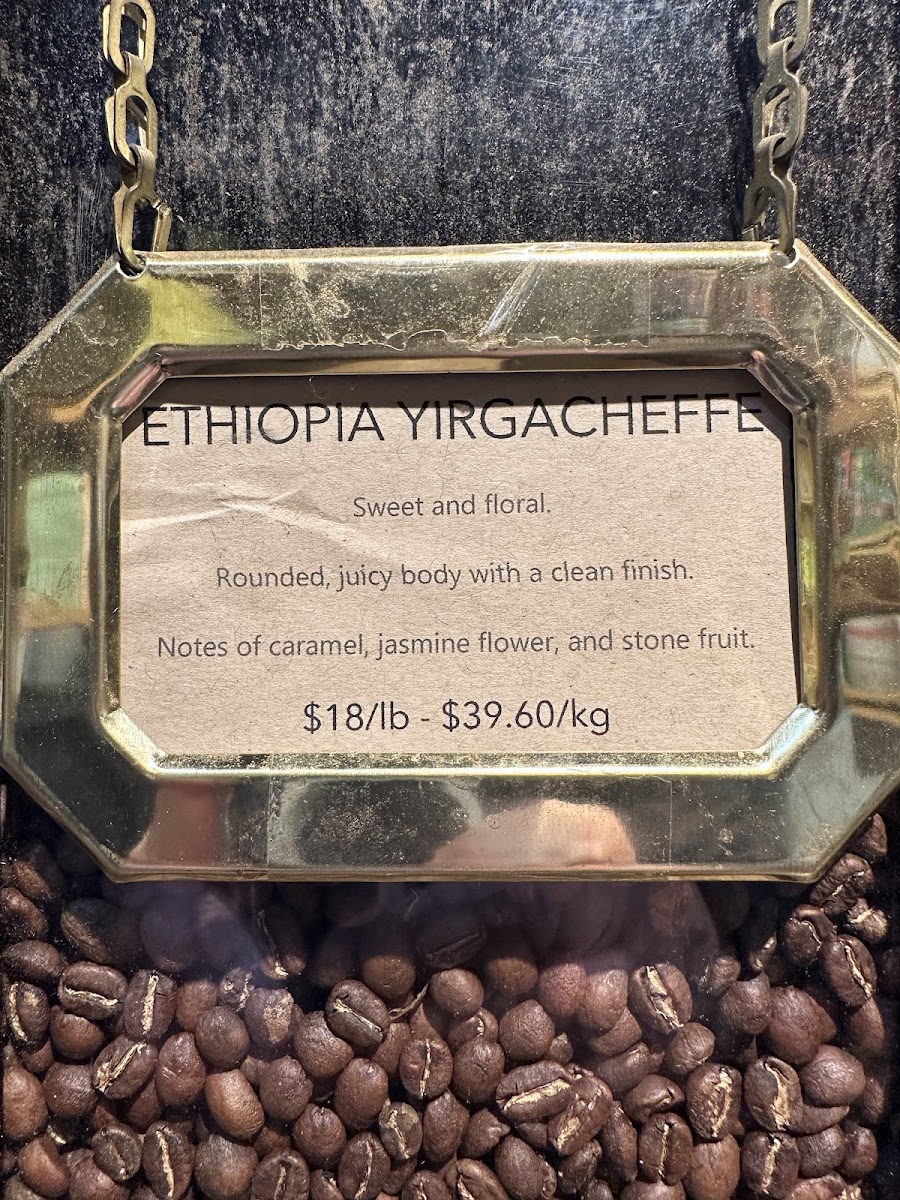 ETHIOPIA YIRGACHEFFE
Sweet and floral.
Rounded, juicy body with a clean finish.
Notes of caramel, jasmine flower, and stone fruit.
$18/lb - $39.60/kg